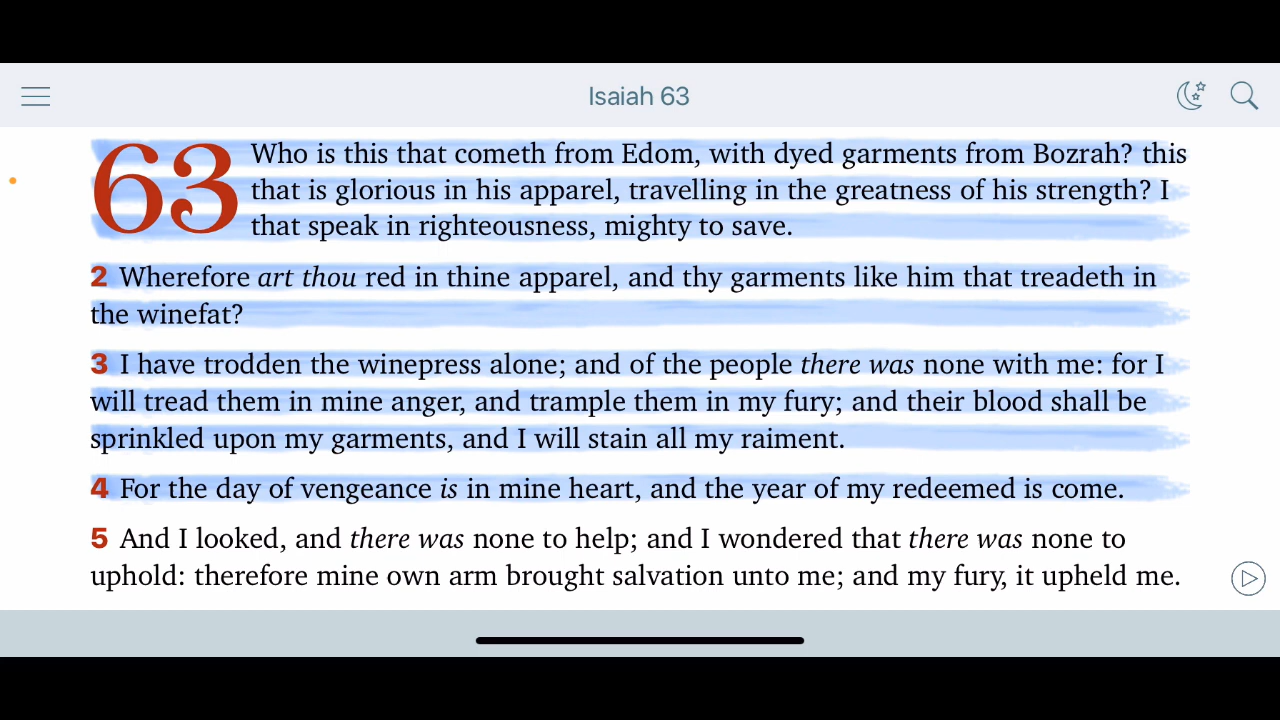 Isaiah 63
63 Who is this that cometh from Edom, with dyed garments from Bozrah? this
that is glorious in his apparel, travelling in the greatness of his strength? I
that speak in righteousness, mighty to save.
2 Wherefore art thou red in thine apparel, and thy garments like him that treadeth in
the winefat?
3 I have trodden the winepress alone; and of the people there was none with me: for I
will tread them in mine anger, and trample them in my fury; and their blood shall be
sprinkled upon my garments, and I will stain all my raiment.
4 For the day of vengeance is in mine heart, and the year of my redeemed is come.
5 And I looked, and there was none to help; and I wondered that there was none to
uphold: therefore mine own arm brought salvation unto me; and my fury, it upheld me.